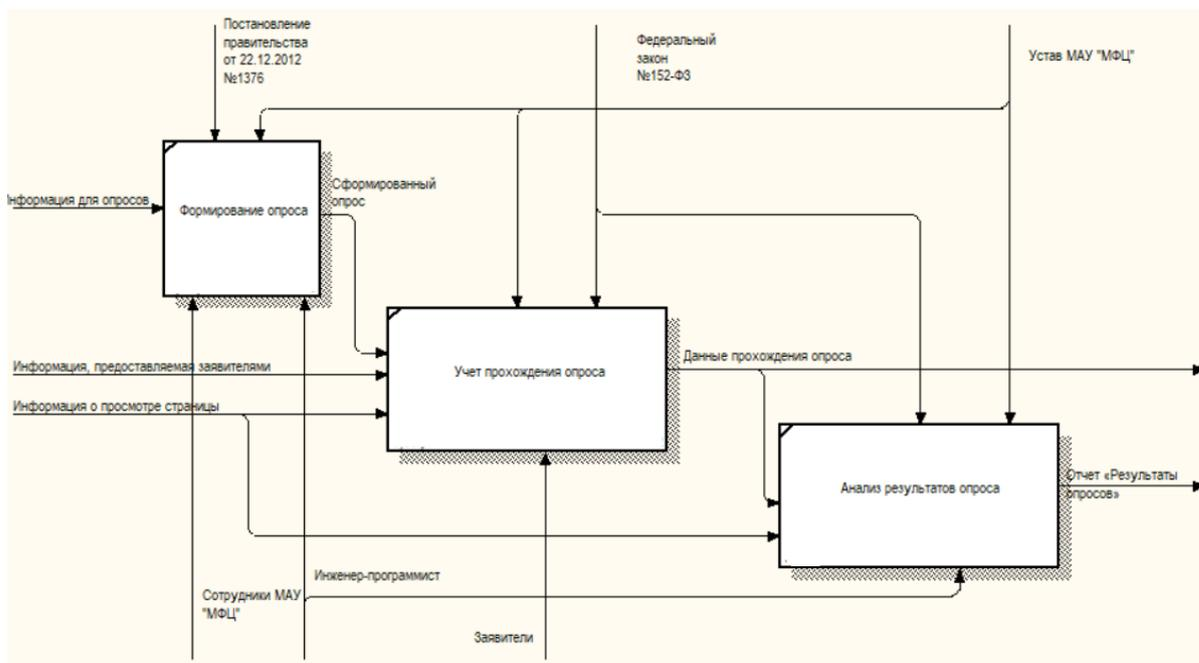 Постановление
правительства
от 22.12.2012
№1376
Федеральный
закон
№152-ФЗ
Устав МАУ "МФЦ"
Информация для опросов
Формирование опроса
Сформированный
опрос
Информация, предоставляемая заявителями
Информация о просмотре страницы
Учет прохождения опроса
Данные прохождения опроса
Анализ результатов опроса
Отчет «Результаты
опросов»
Инженер-программист
Сотрудники МАУ
"МФЦ"
Заявители